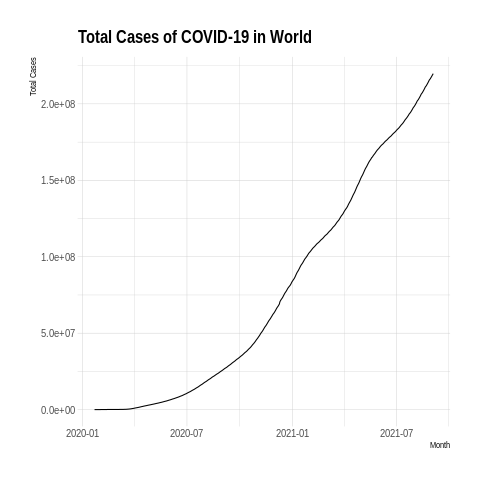 Total Cases of COVID-19 in World
Total Cases
2.0e+08
1.5e+08
1.0e+08
5.0e+07
0.0e+00
2020-01 2020-07 2021-01 2021-07
Month